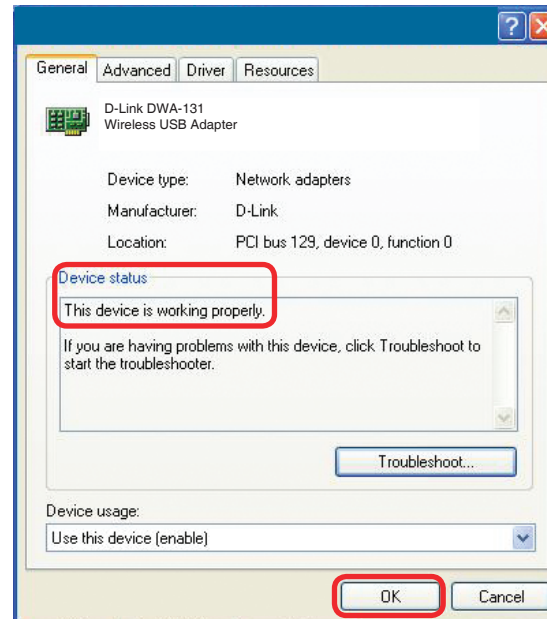 General Advanced Driver Resources
D-Link DWA-131
Wireless USB Adapter
Device type: Network adapters
Manufacturer: D-Link
Location: PCI bus 129, device 0, function 0
Device status
This device is working properly.
If you are having problems with this device, click Troubleshoot to
start the troubleshooter.
Troubleshoot...
Device usage:
Use this device (enable)
OK Cancel